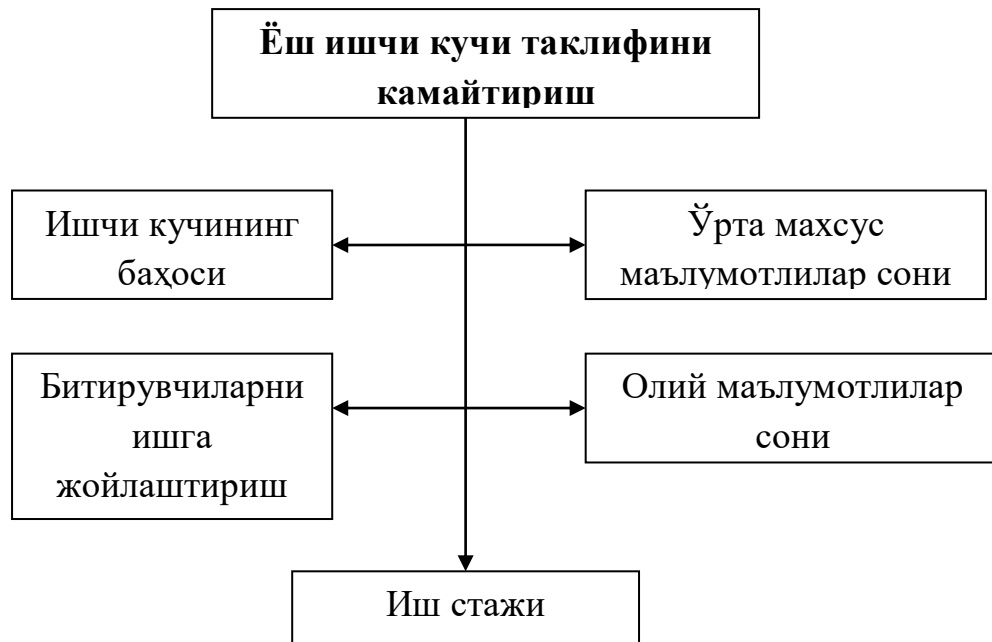 Ёш ишчи кучи таклифини
камайтириш
Ишчи кучининг
баҳоси
Ўрта махсус
маълумотлилар сони
Битирувчиларни
ишга
жойлаштириш
Олий маълумотлилар
сони
Иш стажи